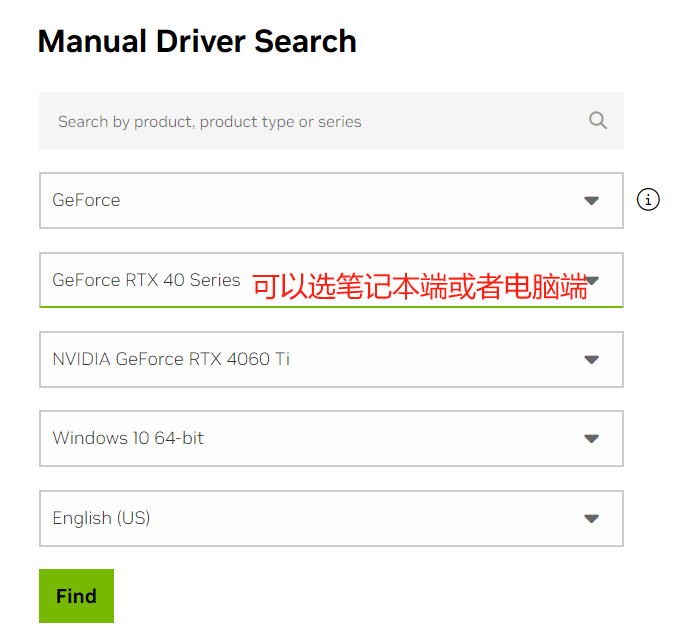 Manual Driver Search
Search by product, product type or series
GeForce
GeForce RTX 40 Series 可以选笔记本端或者电脑端
NVIDIA GeForce RTX 4060 Ti
Windows 10 64-bit
English (US)
Find